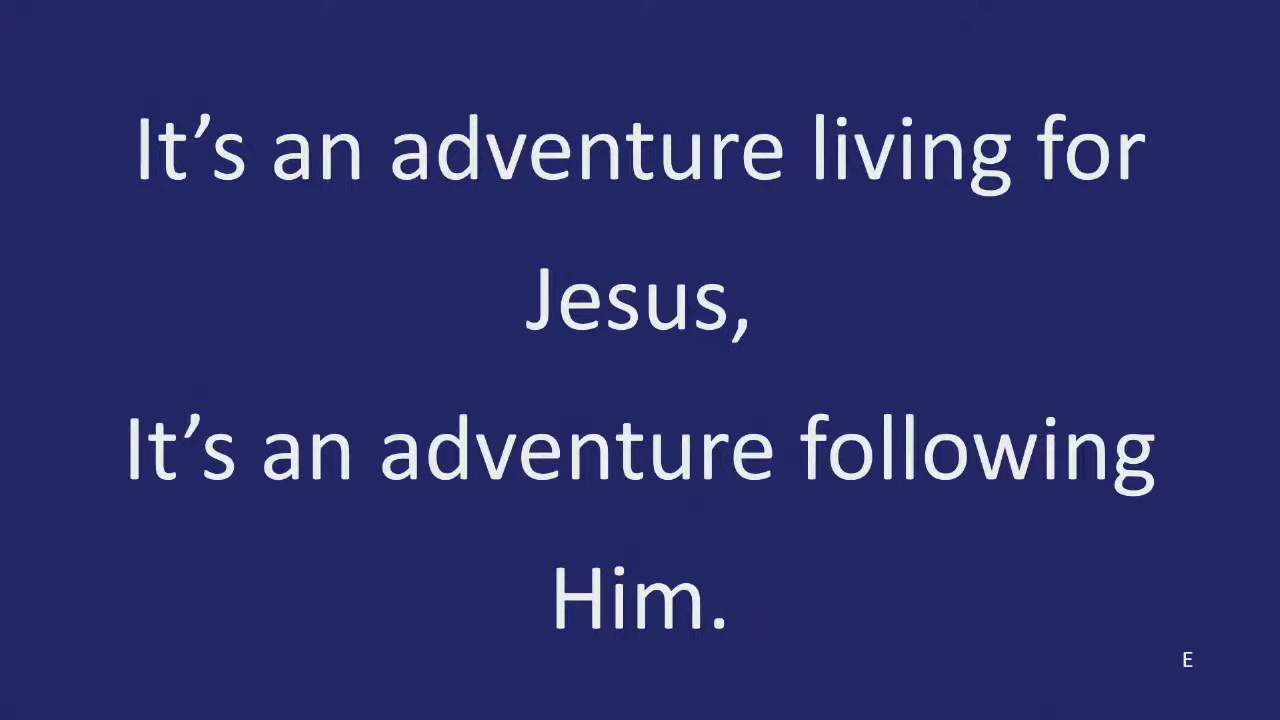 It’s an adventure living for
Jesus,
It’s an adventure following
Him.
E